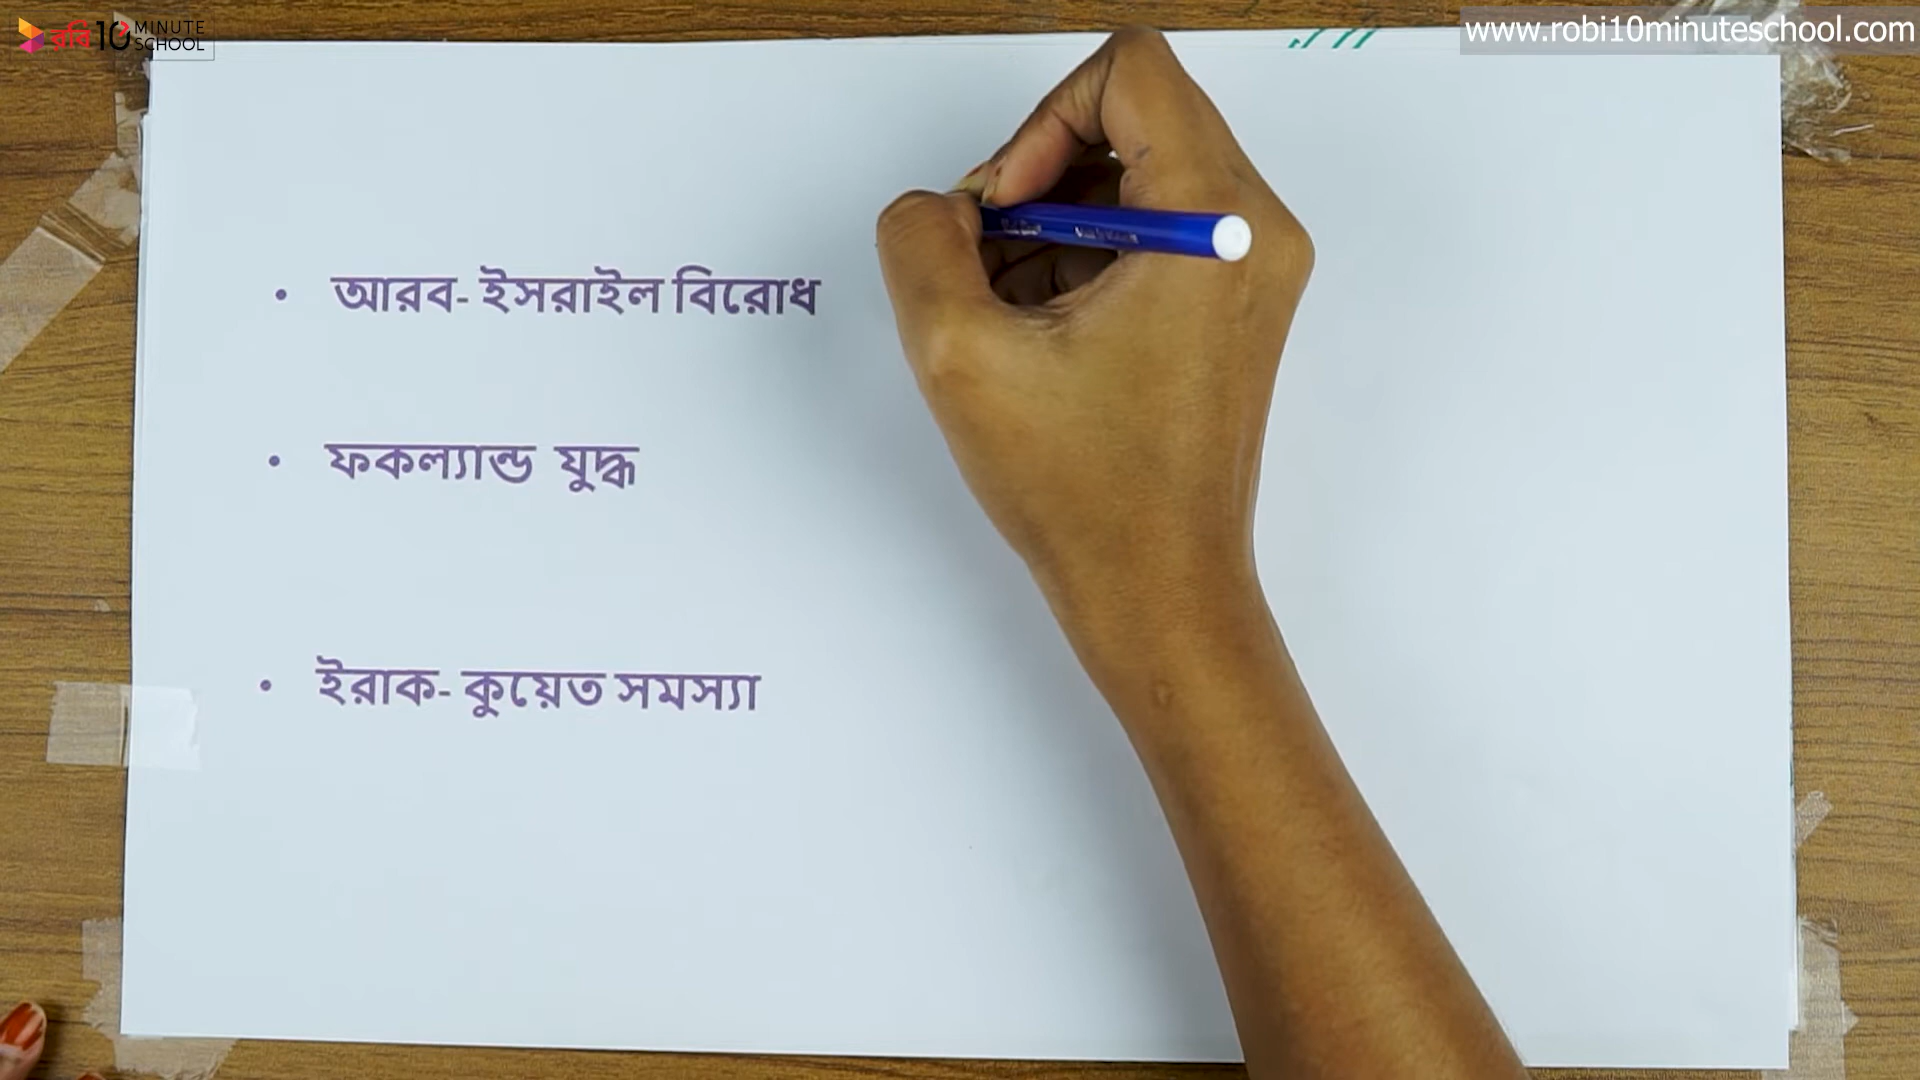 রবি 10 MINUTE SCHOOL
www.robi10minuteschool.com
• আরব- ইসরাইল বিরোধ
• ফকল্যান্ড যুদ্ধ
• ইরাক- কুয়েত সমস্যা